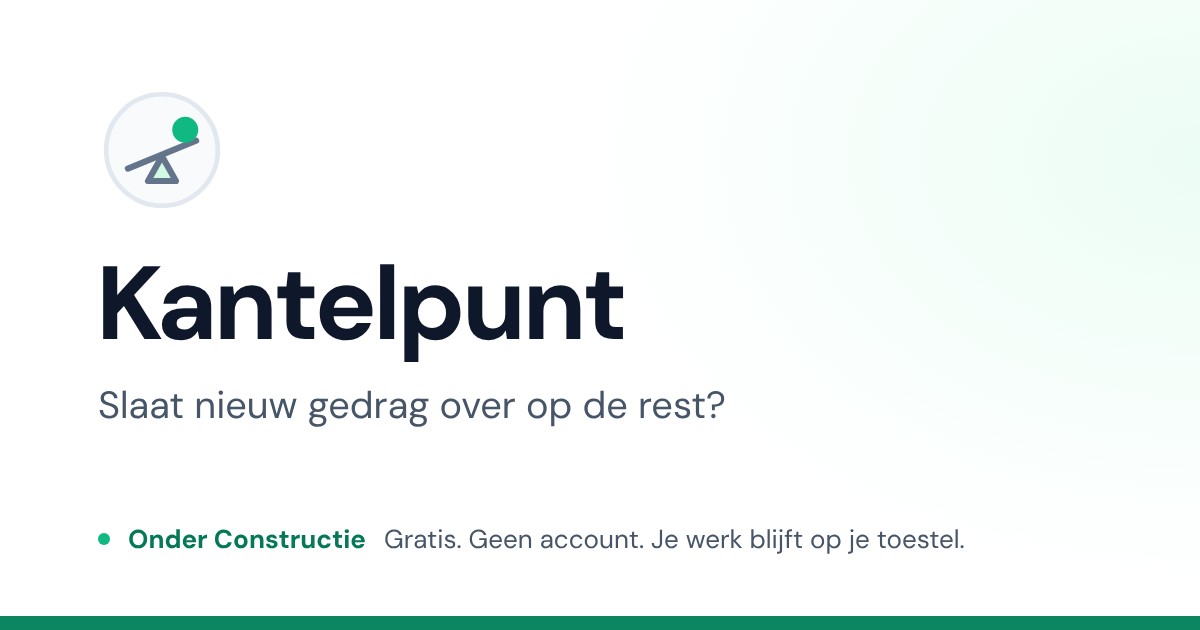 Kantelpunt
Slaat nieuw gedrag over op de rest?
Onder Constructie Gratis. Geen account. Je werk blijft op je toestel.